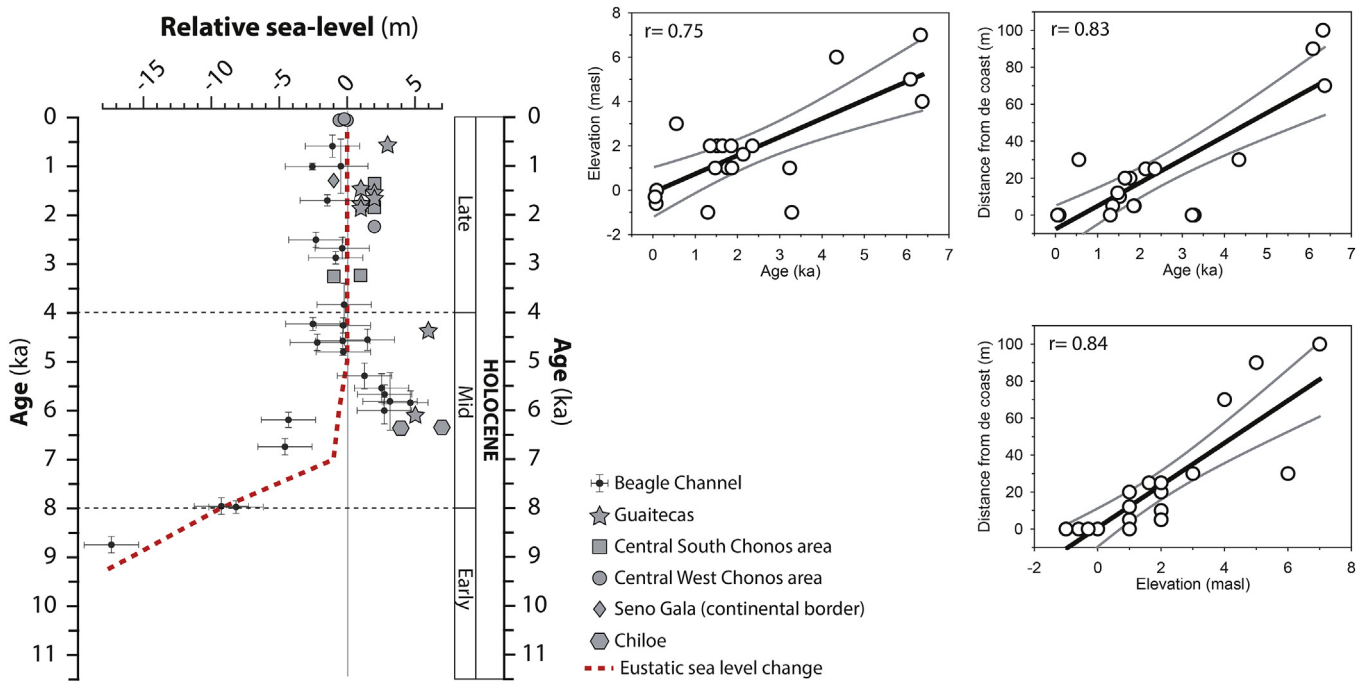 Relative sea-level (m)
-15 -10 -5 0 5
0 0
1 1
2 2
3 3
4 4
5 5
6 6
7 7
8 8
9 9
10 10
11 11
Age (ka)
Late
Mid
Early
HOLOCENE
Age (ka)
Beagle Channel
Guaitecas
Central South Chonos area
Central West Chonos area
Seno Gala (continental border)
Chiloe
Eustatic sea level change
r= 0.75
Elevation (masl)
8
6
4
2
0
-2
0 1 2 3 4 5 6 7
Age (ka)
r= 0.83
Distance from de coast (m)
100
80
60
40
20
0
0 1 2 3 4 5 6 7
Age (ka)
r= 0.84
Distance from de coast (m)
100
80
60
40
20
0
-2 0 2 4 6 8
Elevation (masl)